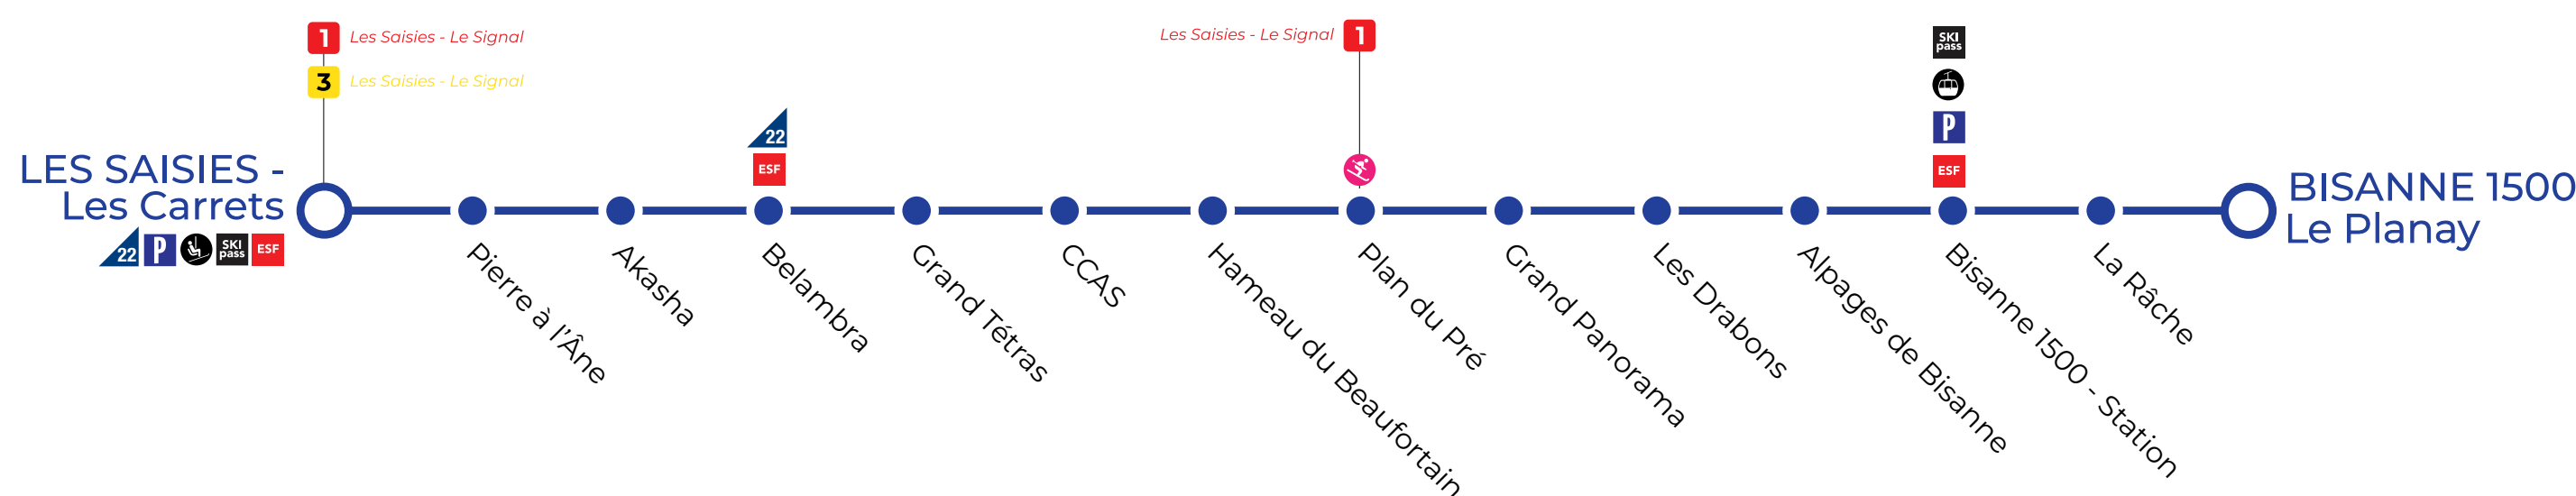 1 Les Saisies - Le Signal
3 Les Saisies - Le Signal
Les Saisies - Le Signal 1
SKI
pass
P
ESF
22
ESF
LES SAISIES -
Les Carrets
22 P SKI pass ESF
BISANNE 1500
Le Planay
Pierre à l'Âne
Akasha
Belambra
Grand Tétras
CCAS
Hameau du Beaufortain
Plan du Pré
Grand Panorama
Les Drabons
Alpages de Bisanne
Bisanne 1500 - Station
La Râche